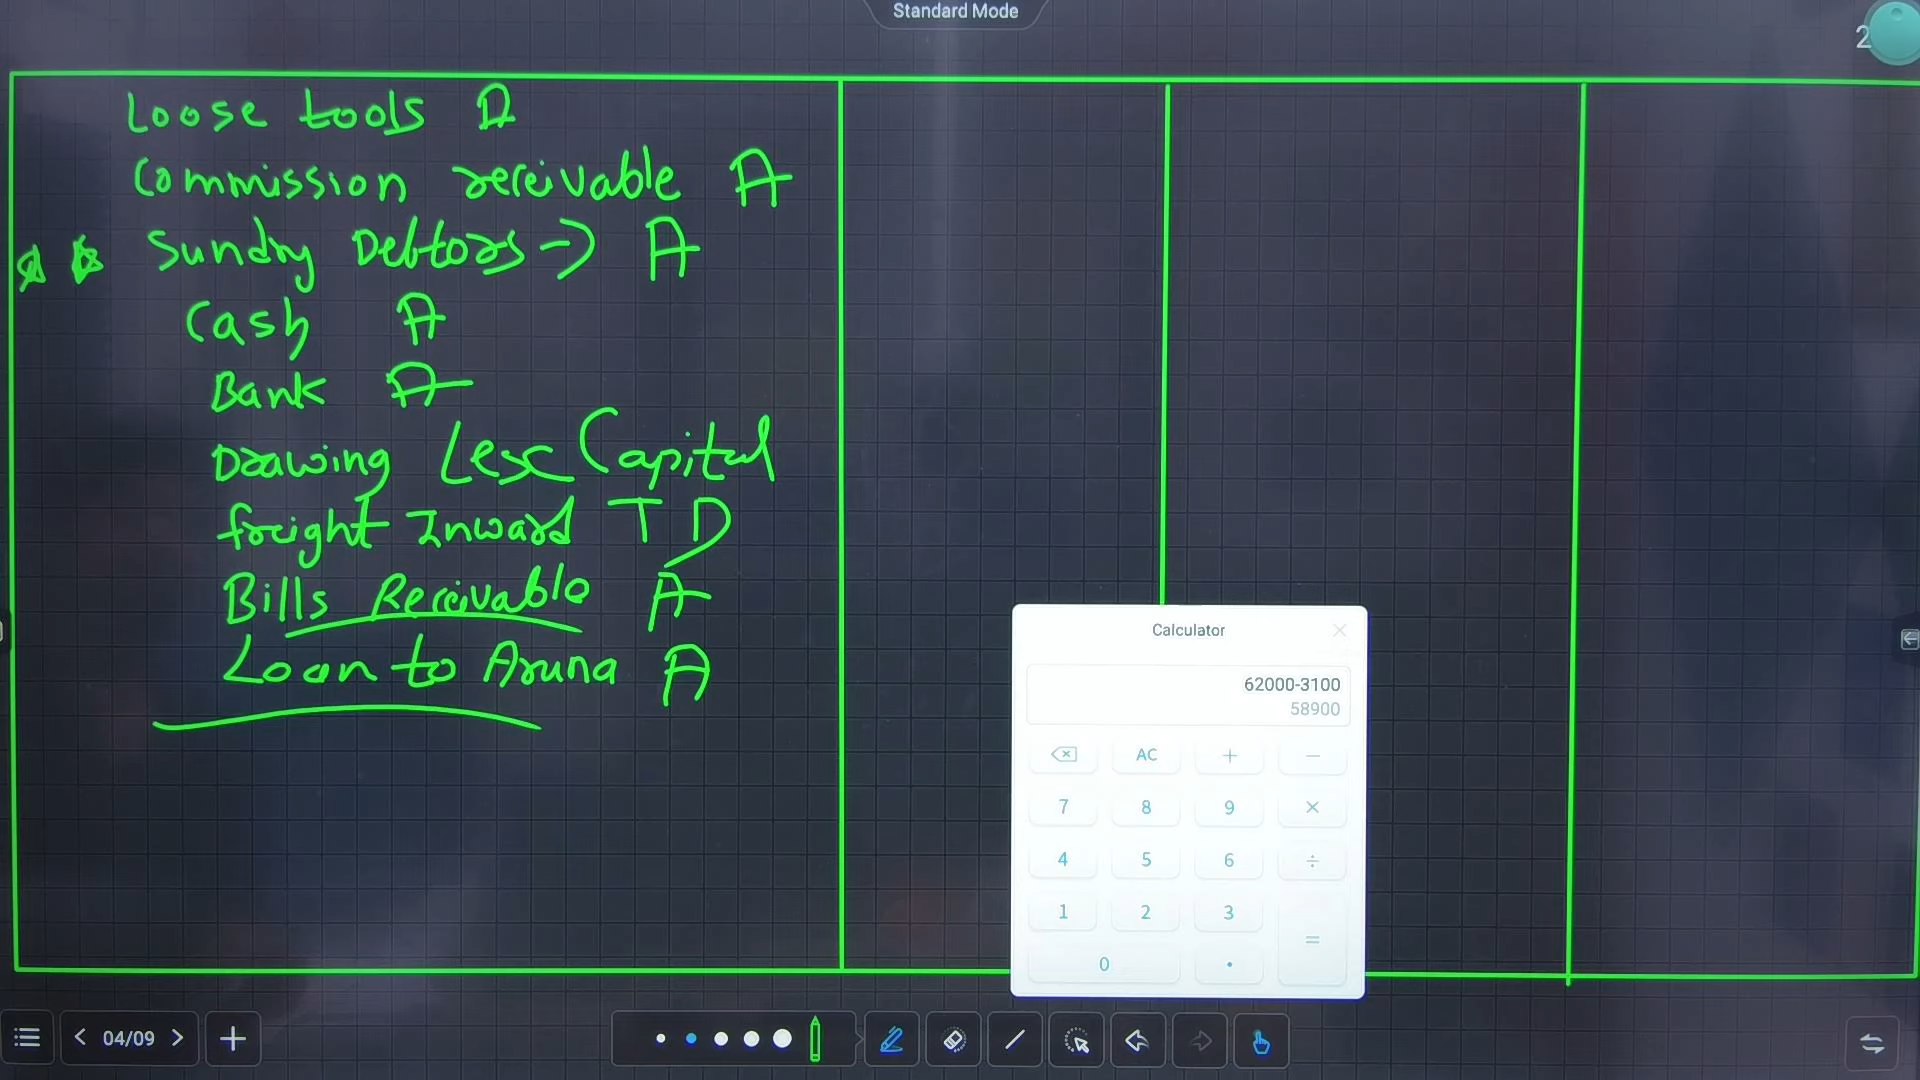 Standard Mode
2
Loose tools A
Commission receivable A
Sundry Debtors → A
Cash A
Bank A
Drawing Less Capital
freight Inward T D
Bills Receivable A
Loan to Aruna A
Calculator
62000-3100
58900
AC + −
7 8 9 ×
4 5 6 ÷
1 2 3 =
0 .
04/09